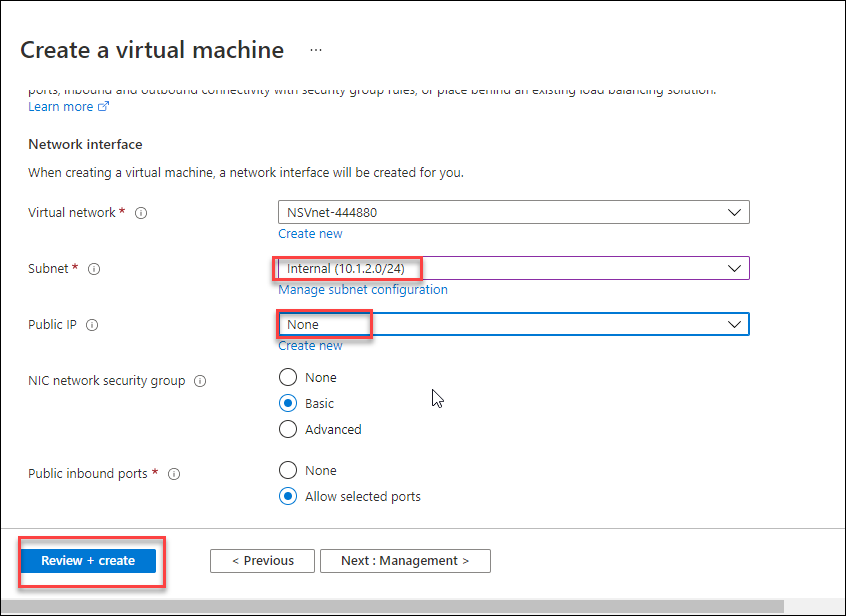 Create a virtual machine ...
ports, inbound and outbound connectivity with security group rules, or place behind an existing load balancing solution.
Learn more
Network interface
When creating a virtual machine, a network interface will be created for you.
Virtual network *
NSVnet-444880
Create new
Subnet *
Internal (10.1.2.0/24)
Manage subnet configuration
Public IP
None
Create new
NIC network security group
None
Basic
Advanced
Public inbound ports *
None
Allow selected ports
Review + create
< Previous
Next : Management >